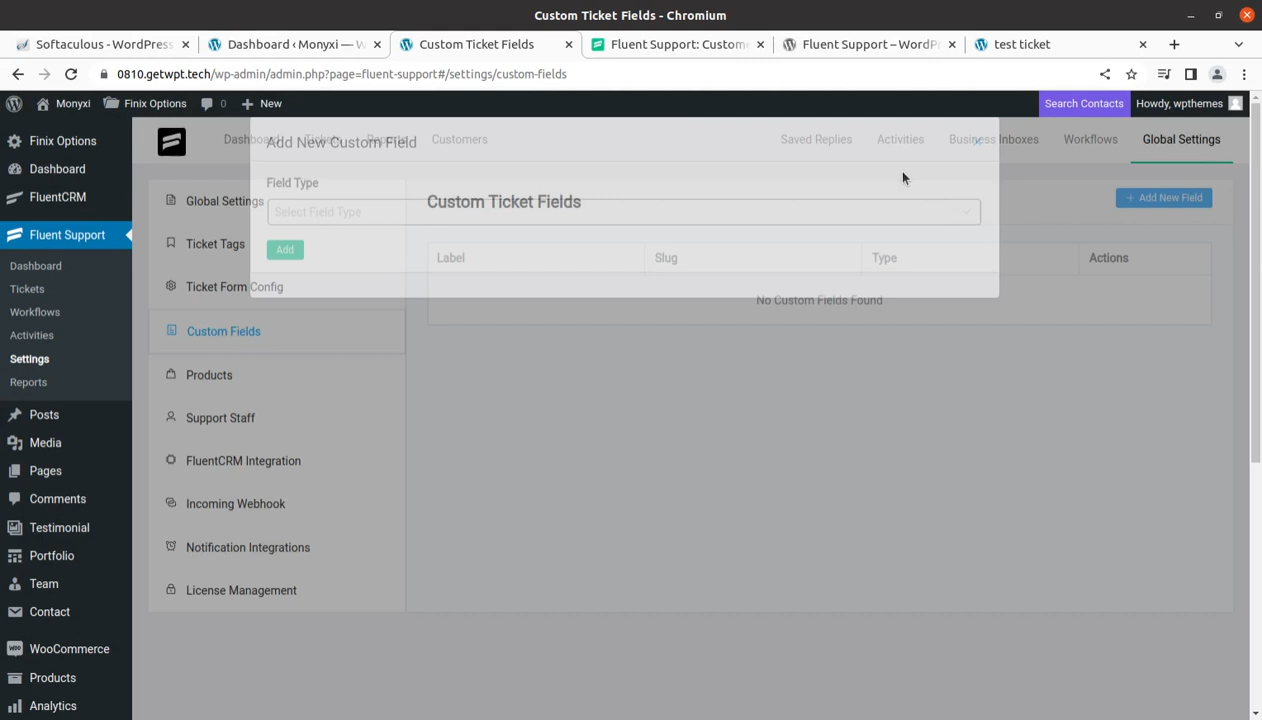 Custom Ticket Fields - Chromium
Softaculous - WordPress
Dashboard ‹ Monyxi — W
Custom Ticket Fields
Fluent Support: Custome
Fluent Support – WordPr
test ticket
0810.getwpt.tech/wp-admin/admin.php?page=fluent-support#/settings/custom-fields
Monyxi
Finix Options
0
New
Search Contacts
Howdy, wpthemes
Finix Options
Dashboard
FluentCRM
Fluent Support
Dashboard
Tickets
Workflows
Activities
Settings
Reports
Posts
Media
Pages
Comments
Testimonial
Portfolio
Team
Contact
WooCommerce
Products
Analytics
Dashboard
Tickets
Reports
Customers
Saved Replies
Activities
Business Inboxes
Workflows
Global Settings
Add New Custom Field
Field Type
Select Field Type
Add
Global Settings
Ticket Tags
Ticket Form Config
Custom Fields
Products
Support Staff
FluentCRM Integration
Incoming Webhook
Notification Integrations
License Management
Custom Ticket Fields
Add New Field
Label
Slug
Type
Actions
No Custom Fields Found